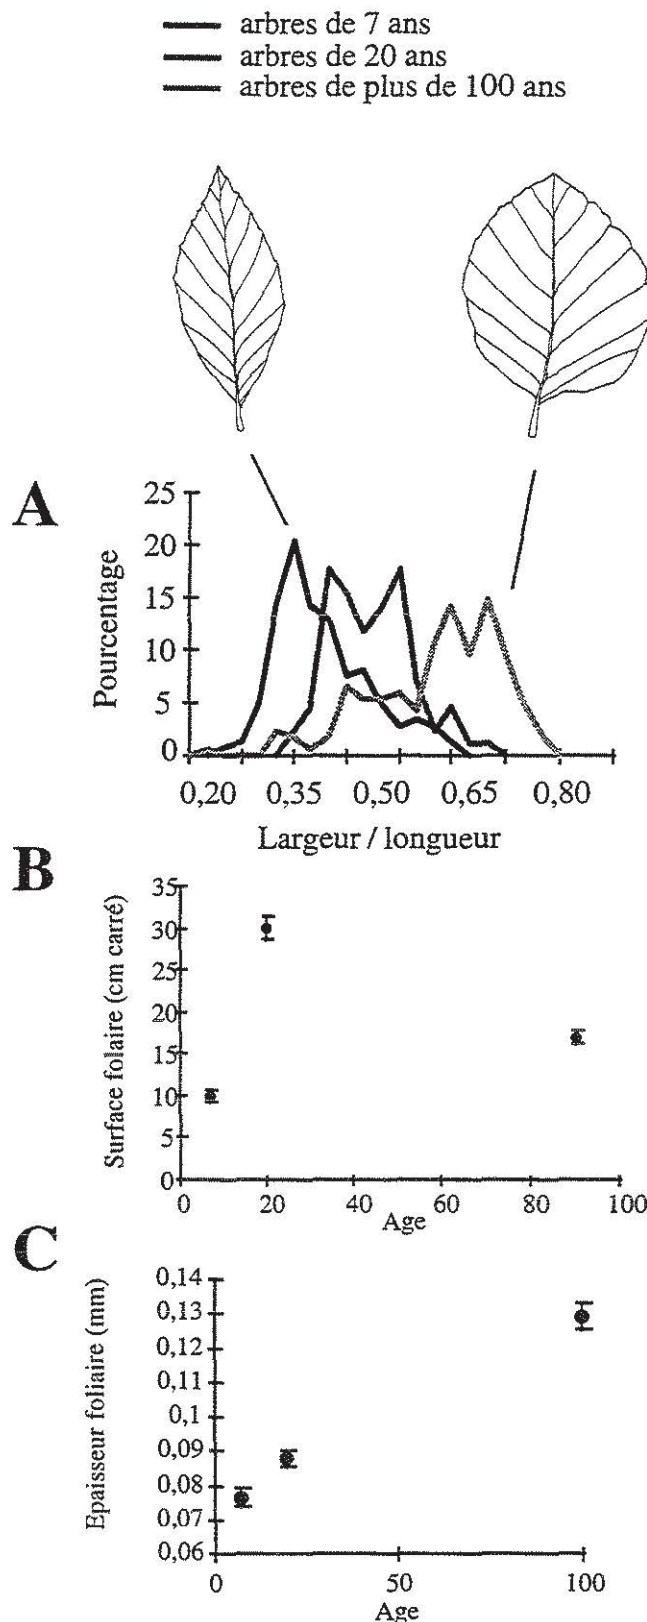 arbres de 7 ans
arbres de 20 ans
arbres de plus de 100 ans
A
Pourcentage
25
20
15
10
5
0
0,20 0,35 0,50 0,65 0,80
Largeur / longueur
B
Surface folaire (cm carré)
35
30
25
20
15
10
5
0
0 20 40 60 80 100
Age
C
Epaisseur foliaire (mm)
0,14
0,13
0,12
0,11
0,1
0,09
0,08
0,07
0,06
0 50 100
Age